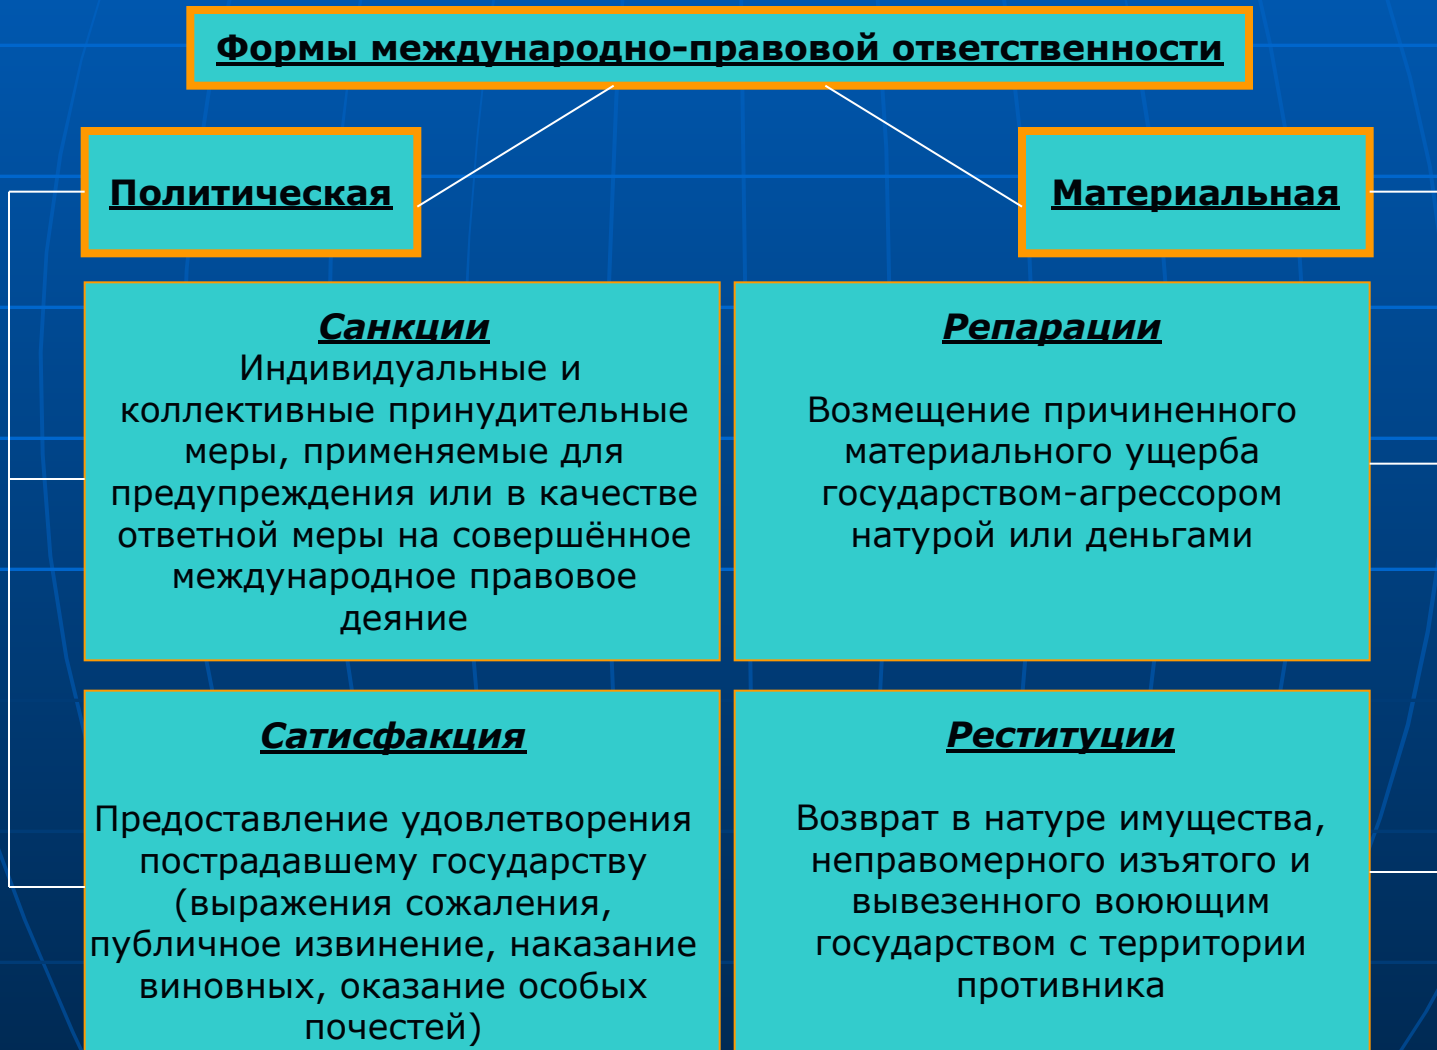 Формы международно-правовой ответственности
Политическая
Материальная
Санкции
Индивидуальные и
коллективные принудительные
меры, применяемые для
предупреждения или в качестве
ответной меры на совершённое
международное правовое
деяние
Репарации
Возмещение причиненного
материального ущерба
государством-агрессором
натурой или деньгами
Сатисфакция
Предоставление удовлетворения
пострадавшему государству
(выражения сожаления,
публичное извинение, наказание
виновных, оказание особых
почестей)
Реституции
Возврат в натуре имущества,
неправомерного изъятого и
вывезенного воюющим
государством с территории
противника